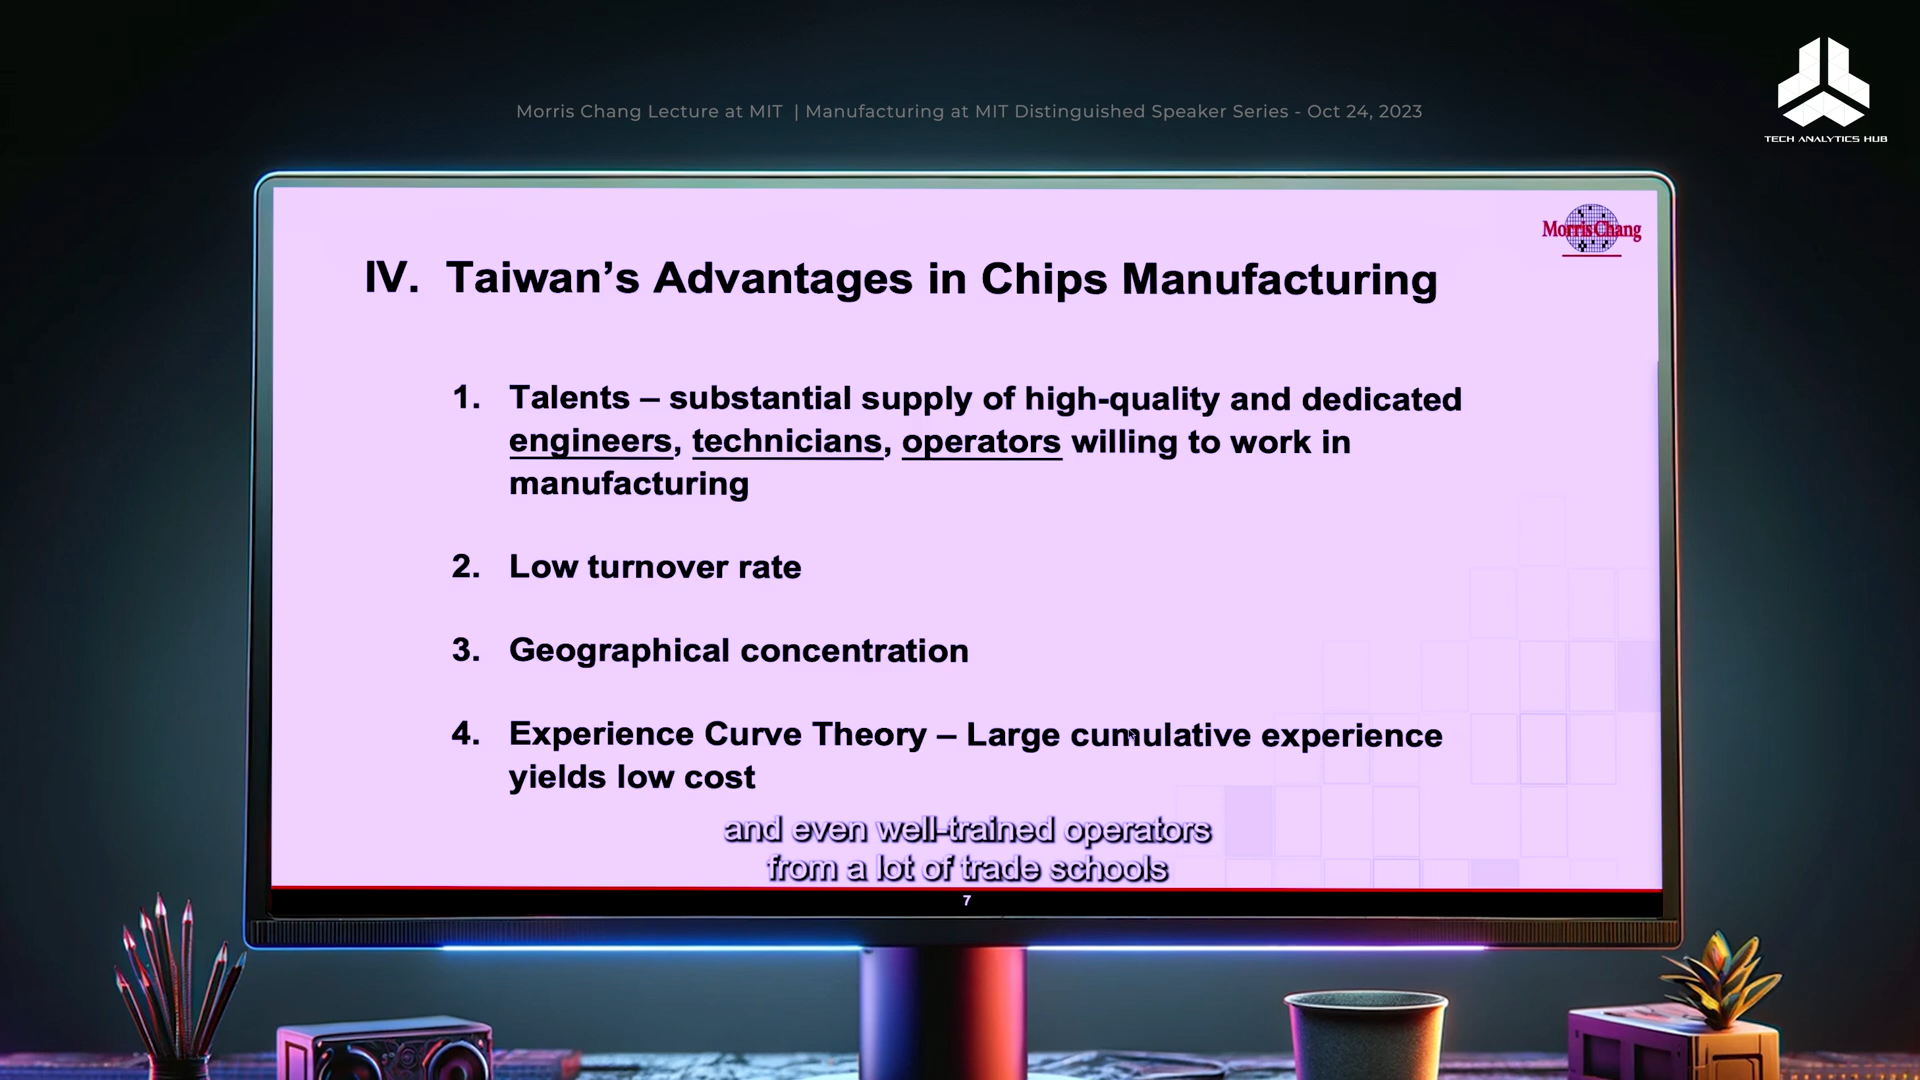 Morris Chang Lecture at MIT | Manufacturing at MIT Distinguished Speaker Series - Oct 24, 2023
TECH ANALYTICS HUB
Morris Chang
IV. Taiwan’s Advantages in Chips Manufacturing
1. Talents – substantial supply of high-quality and dedicated
engineers, technicians, operators willing to work in
manufacturing
2. Low turnover rate
3. Geographical concentration
4. Experience Curve Theory – Large cumulative experience
yields low cost
and even well-trained operators
from a lot of trade schools
7